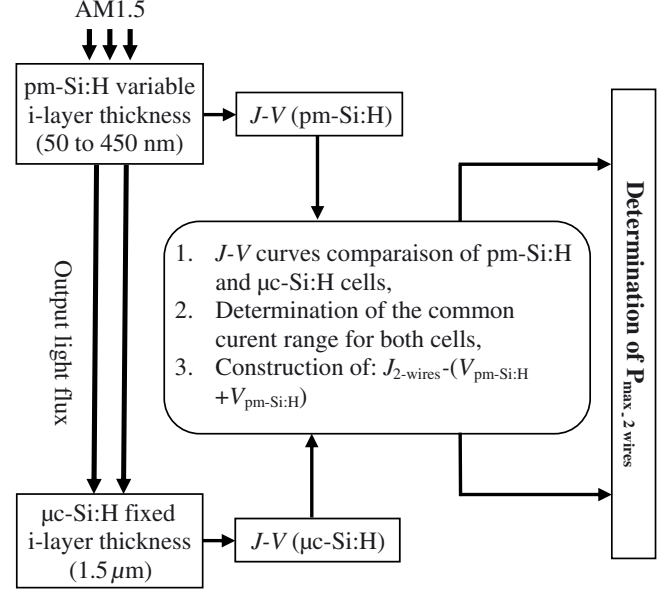 AM1.5
pm-Si:H variable
i-layer thickness
(50 to 450 nm)
J-V (pm-Si:H)
Output light flux
1. J-V curves comparaison of pm-Si:H
and μc-Si:H cells,
2. Determination of the common
curent range for both cells,
3. Construction of: J2-wires-(Vpm-Si:H
+Vpm-Si:H)
Determination of Pmax_2 wires
μc-Si:H fixed
i-layer thickness
(1.5 μm)
J-V (μc-Si:H)